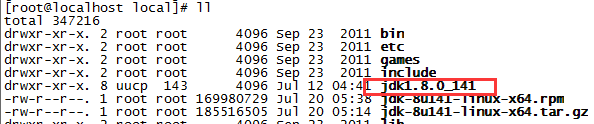 [root@localhost local]# ll
total 347216
drwxr-xr-x. 2 root root      4096 Sep 23  2011 bin
drwxr-xr-x. 2 root root      4096 Sep 23  2011 etc
drwxr-xr-x. 2 root root      4096 Sep 23  2011 games
drwxr-xr-x. 2 root root      4096 Sep 23  2011 include
drwxr-xr-x. 8 uucp  143      4096 Jul 12 04:41 jdk1.8.0_141
-rw-r--r--. 1 root root 169980729 Jul 20 05:38 jdk-8u141-linux-x64.rpm
-rw-r--r--. 1 root root 185516505 Jul 20 05:14 jdk-8u141-linux-x64.tar.gz